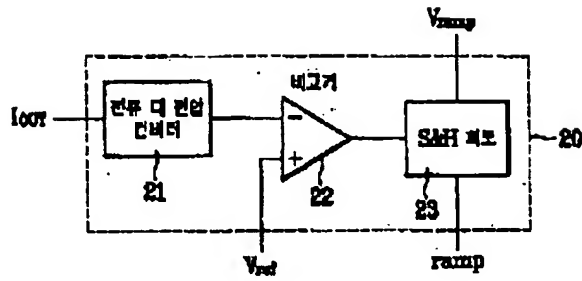 Vramp
비교기
IOUT
전류 대 전압
컨버터
21
-
+
22
S&H 회로
23
20
Vref
ramp